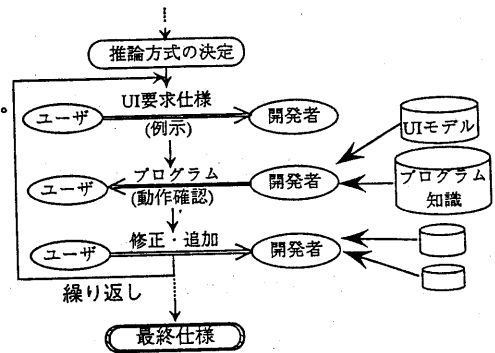 推論方式の決定
UI要求仕様
ユーザ
開発者
(例示)
UIモデル
プログラム
ユーザ
開発者
(動作確認)
プログラム
知識
修正・追加
ユーザ
開発者
繰り返し
最終仕様